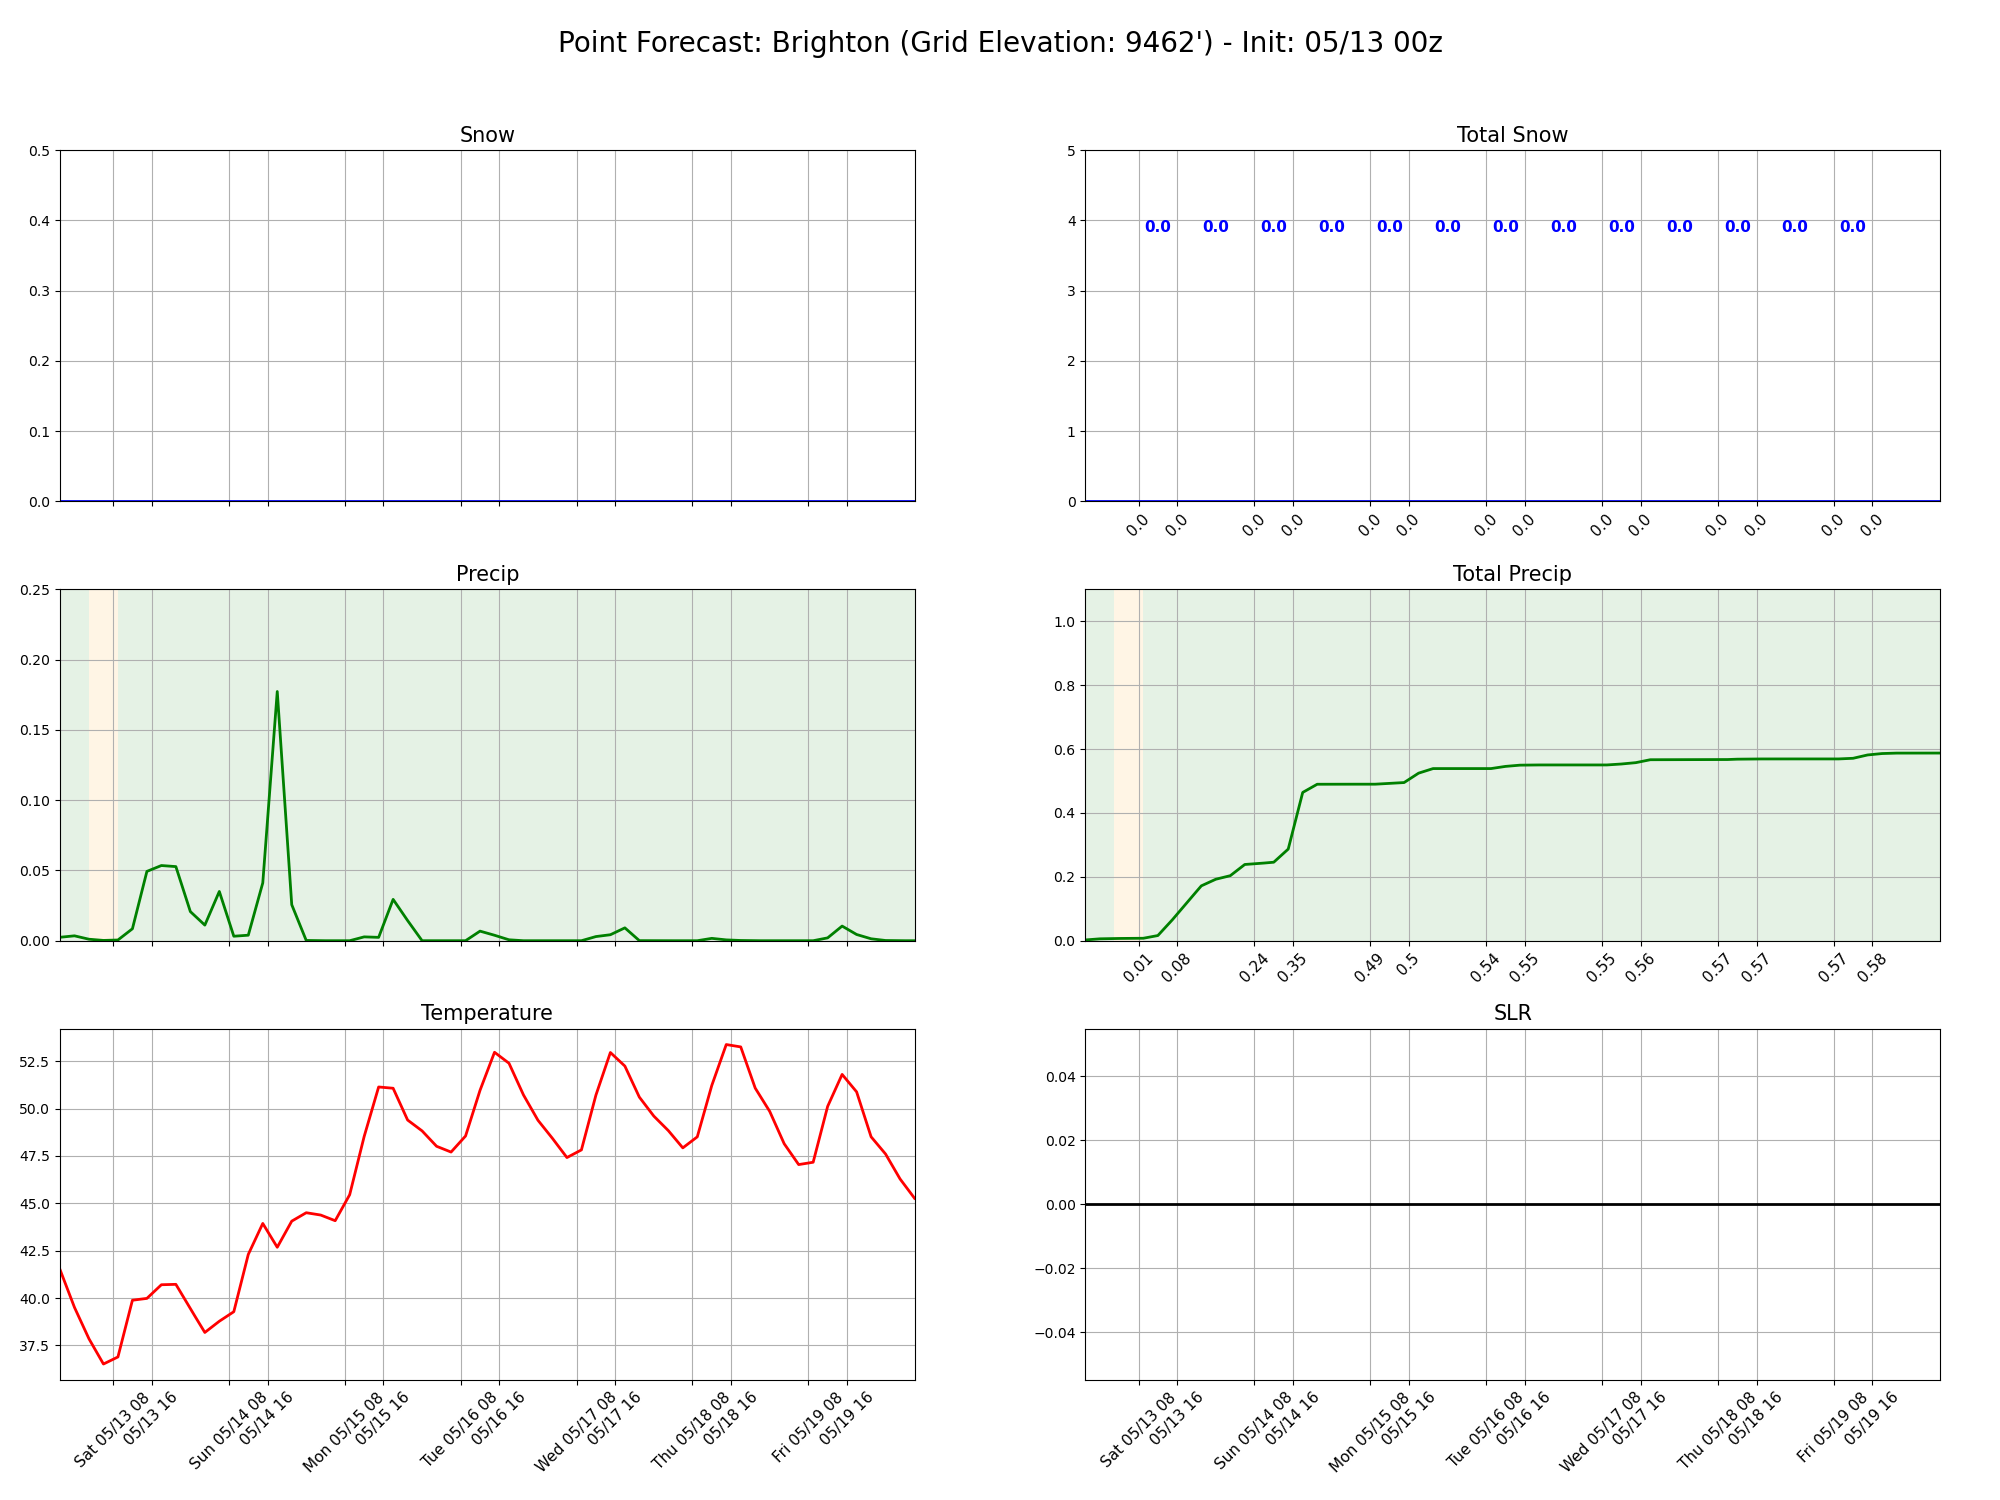 Point Forecast: Brighton (Grid Elevation: 9462') - Init: 05/13 00z
Snow
0.5
0.4
0.3
0.2
0.1
0.0
Total Snow
5
4
3
2
1
0
0.0 0.0 0.0 0.0 0.0 0.0 0.0 0.0 0.0 0.0 0.0 0.0 0.0
0.0 0.0 0.0 0.0 0.0 0.0 0.0 0.0 0.0 0.0 0.0 0.0 0.0 0.0
Precip
0.25
0.20
0.15
0.10
0.05
0.00
Total Precip
1.0
0.8
0.6
0.4
0.2
0.0
0.01 0.08 0.24 0.35 0.49 0.5 0.54 0.55 0.55 0.56 0.57 0.57 0.57 0.58
Temperature
52.5
50.0
47.5
45.0
42.5
40.0
37.5
Sat 05/13 08
05/13 16
Sun 05/14 08
05/14 16
Mon 05/15 08
05/15 16
Tue 05/16 08
05/16 16
Wed 05/17 08
05/17 16
Thu 05/18 08
05/18 16
Fri 05/19 08
05/19 16
SLR
0.04
0.02
0.00
−0.02
−0.04
Sat 05/13 08
05/13 16
Sun 05/14 08
05/14 16
Mon 05/15 08
05/15 16
Tue 05/16 08
05/16 16
Wed 05/17 08
05/17 16
Thu 05/18 08
05/18 16
Fri 05/19 08
05/19 16